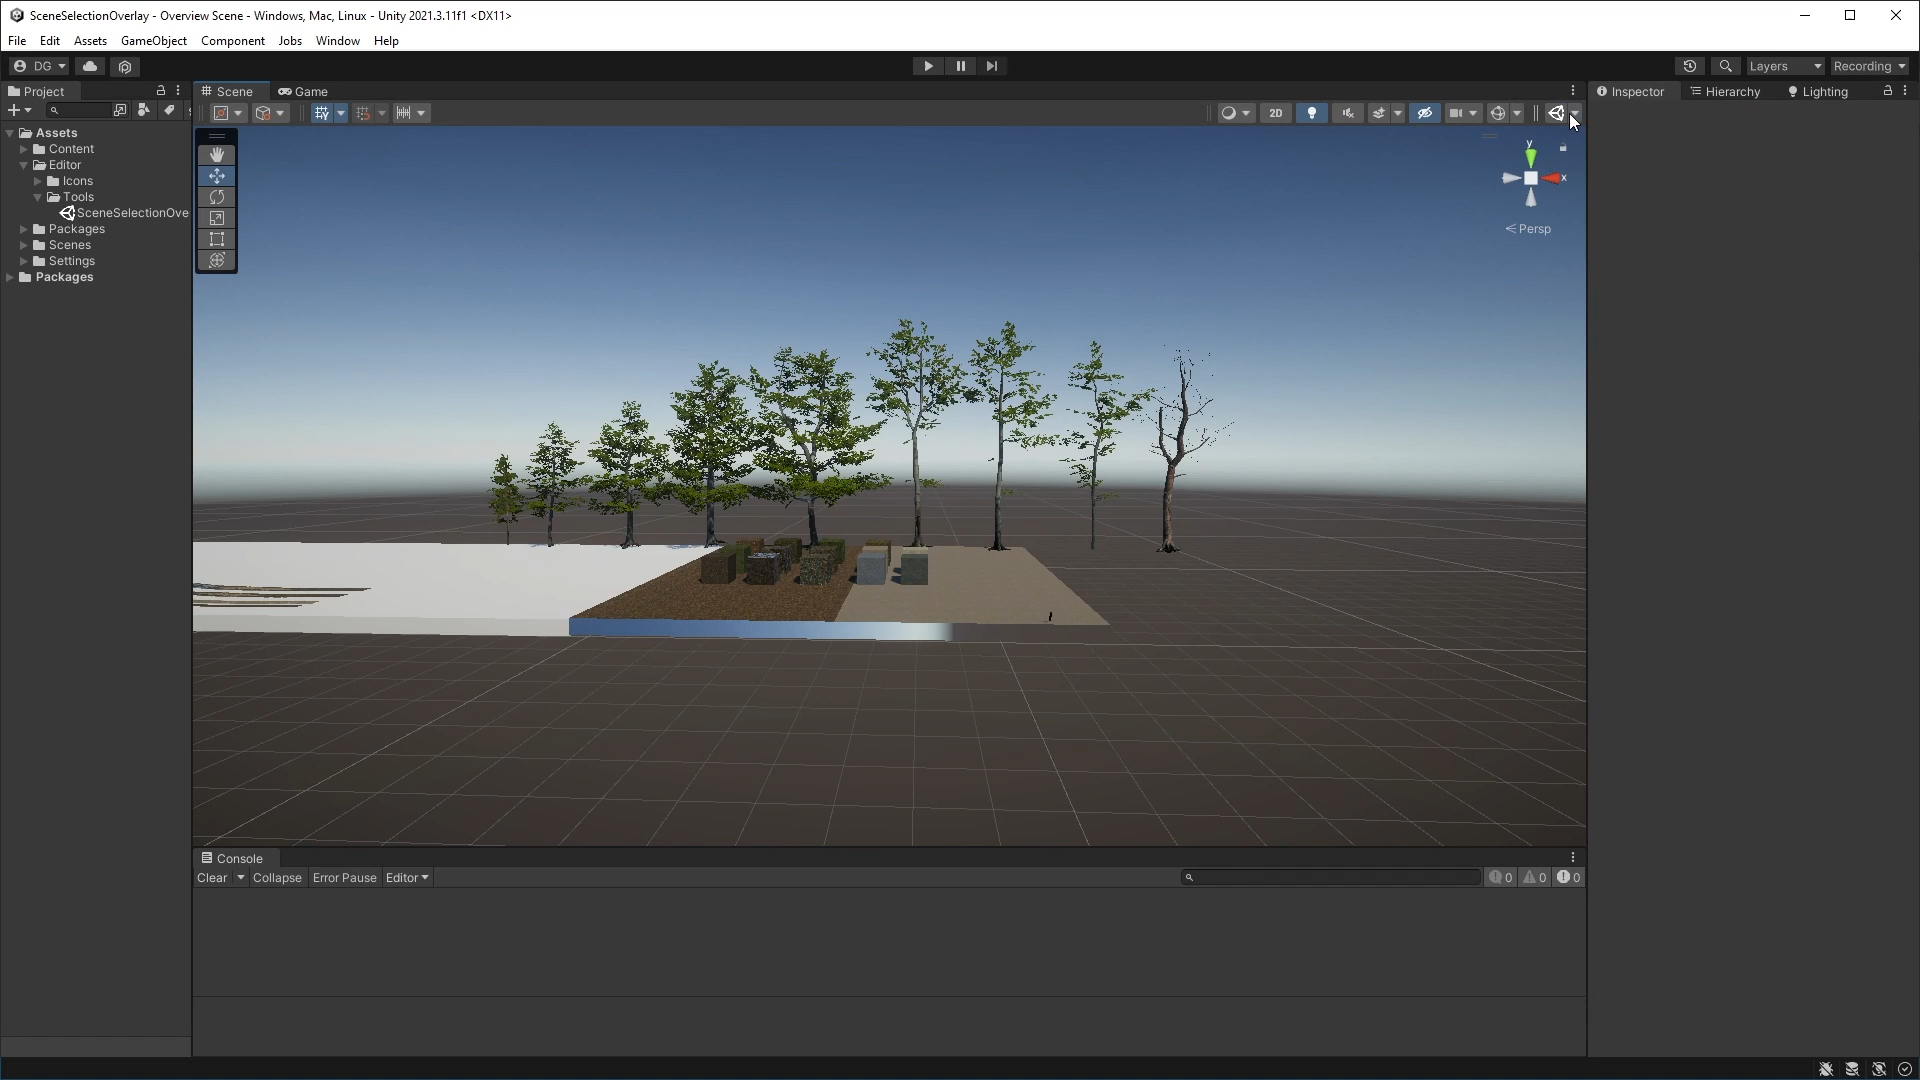 SceneSelectionOverlay - Overview Scene - Windows, Mac, Linux - Unity 2021.3.11f1 <DX11>
File Edit Assets GameObject Component Jobs Window Help
DG Layers Recording
Project Scene Game Inspector Hierarchy Lighting
2D
Assets
Content
Editor
Icons
Tools
SceneSelectionOve
Packages
Scenes
Settings
Packages
y
x
Persp
Console
Clear Collapse Error Pause Editor 0 0 0